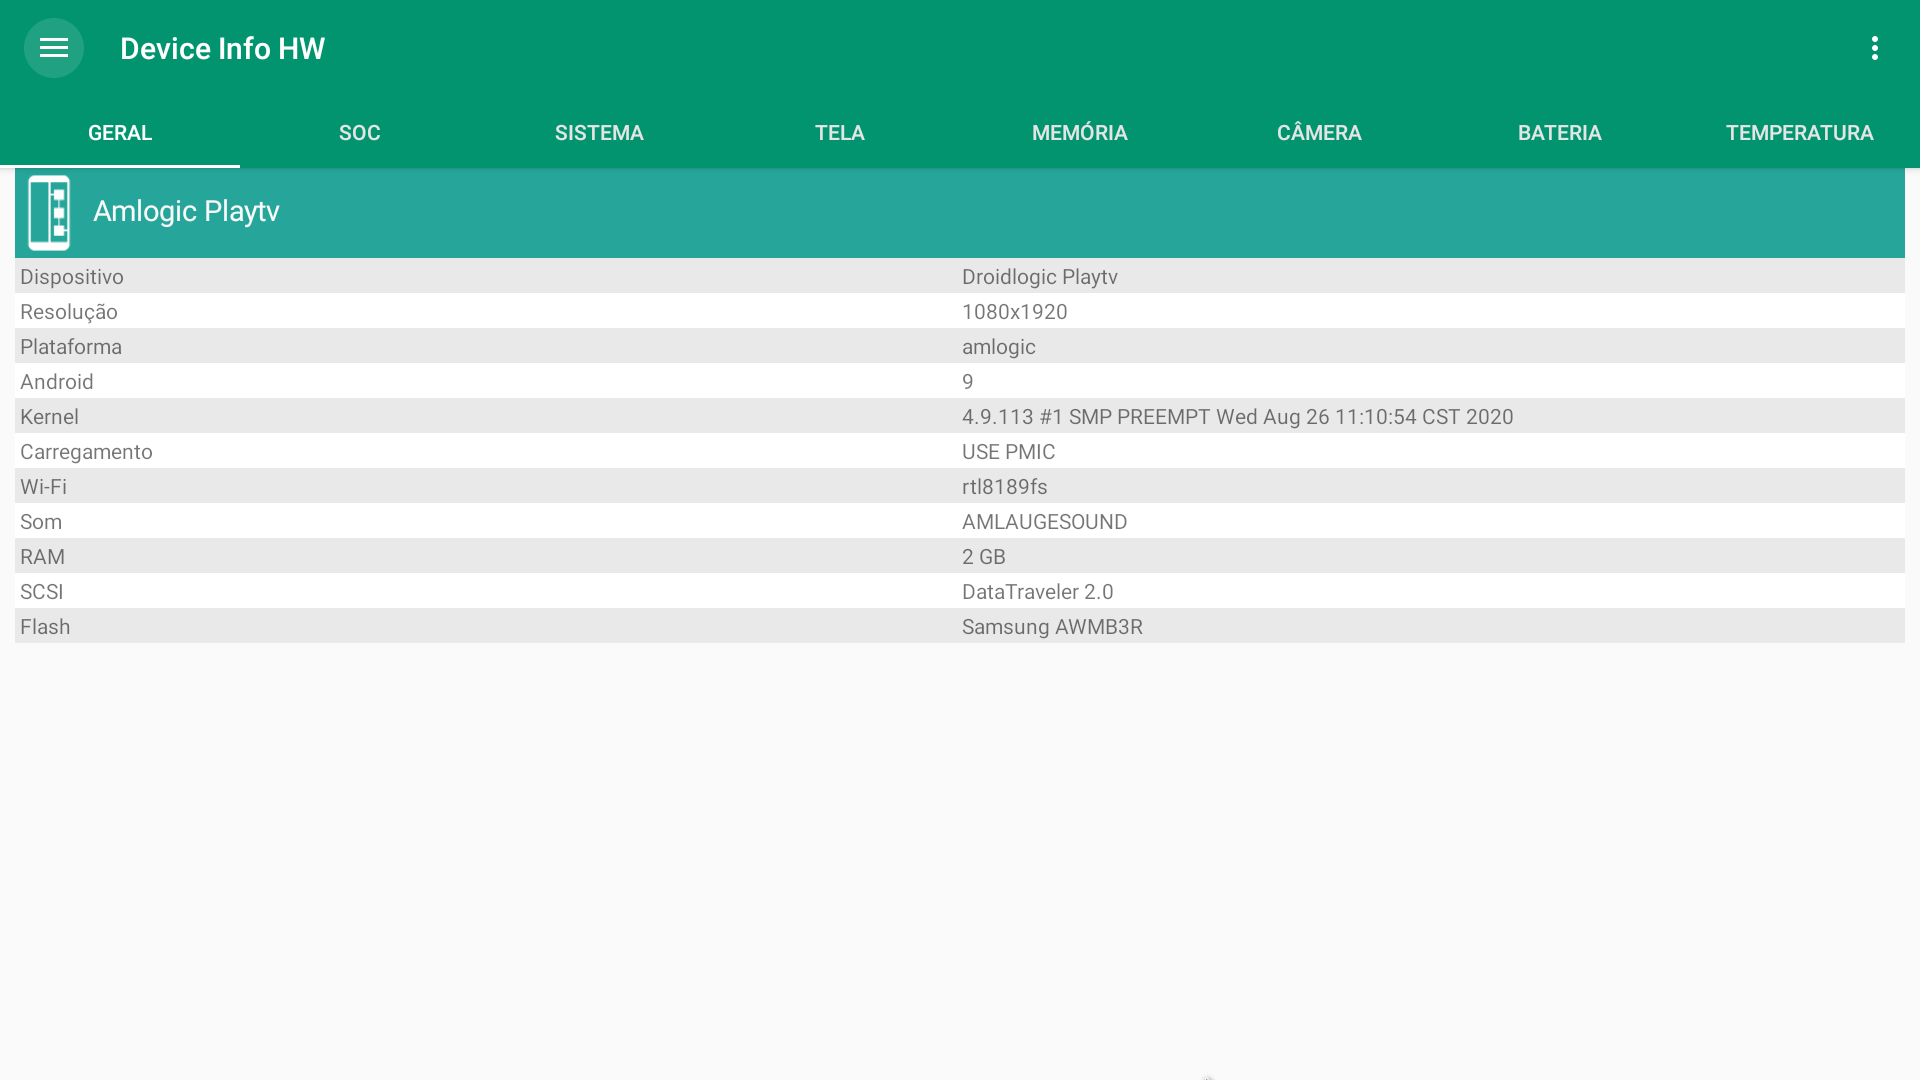 Device Info HW
GERAL SOC SISTEMA TELA MEMÓRIA CÂMERA BATERIA TEMPERATURA
Amlogic Playtv
Dispositivo Droidlogic Playtv
Resolução 1080x1920
Plataforma amlogic
Android 9
Kernel 4.9.113 #1 SMP PREEMPT Wed Aug 26 11:10:54 CST 2020
Carregamento USE PMIC
Wi-Fi rtl8189fs
Som AMLAUGESOUND
RAM 2 GB
SCSI DataTraveler 2.0
Flash Samsung AWMB3R